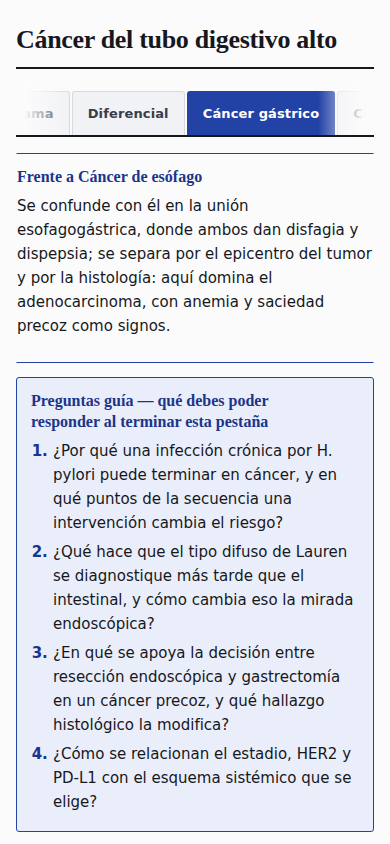 Cáncer del tubo digestivo alto
Diferencial
Cáncer gástrico
Frente a Cáncer de esófago
Se confunde con él en la unión
esofagogástrica, donde ambos dan disfagia y
dispepsia; se separa por el epicentro del tumor
y por la histología: aquí domina el
adenocarcinoma, con anemia y saciedad
precoz como signos.
Preguntas guía — qué debes poder
responder al terminar esta pestaña
1. ¿Por qué una infección crónica por H.
pylori puede terminar en cáncer, y en
qué puntos de la secuencia una
intervención cambia el riesgo?
2. ¿Qué hace que el tipo difuso de Lauren
se diagnostique más tarde que el
intestinal, y cómo cambia eso la mirada
endoscópica?
3. ¿En qué se apoya la decisión entre
resección endoscópica y gastrectomía
en un cáncer precoz, y qué hallazgo
histológico la modifica?
4. ¿Cómo se relacionan el estadio, HER2 y
PD-L1 con el esquema sistémico que se
elige?